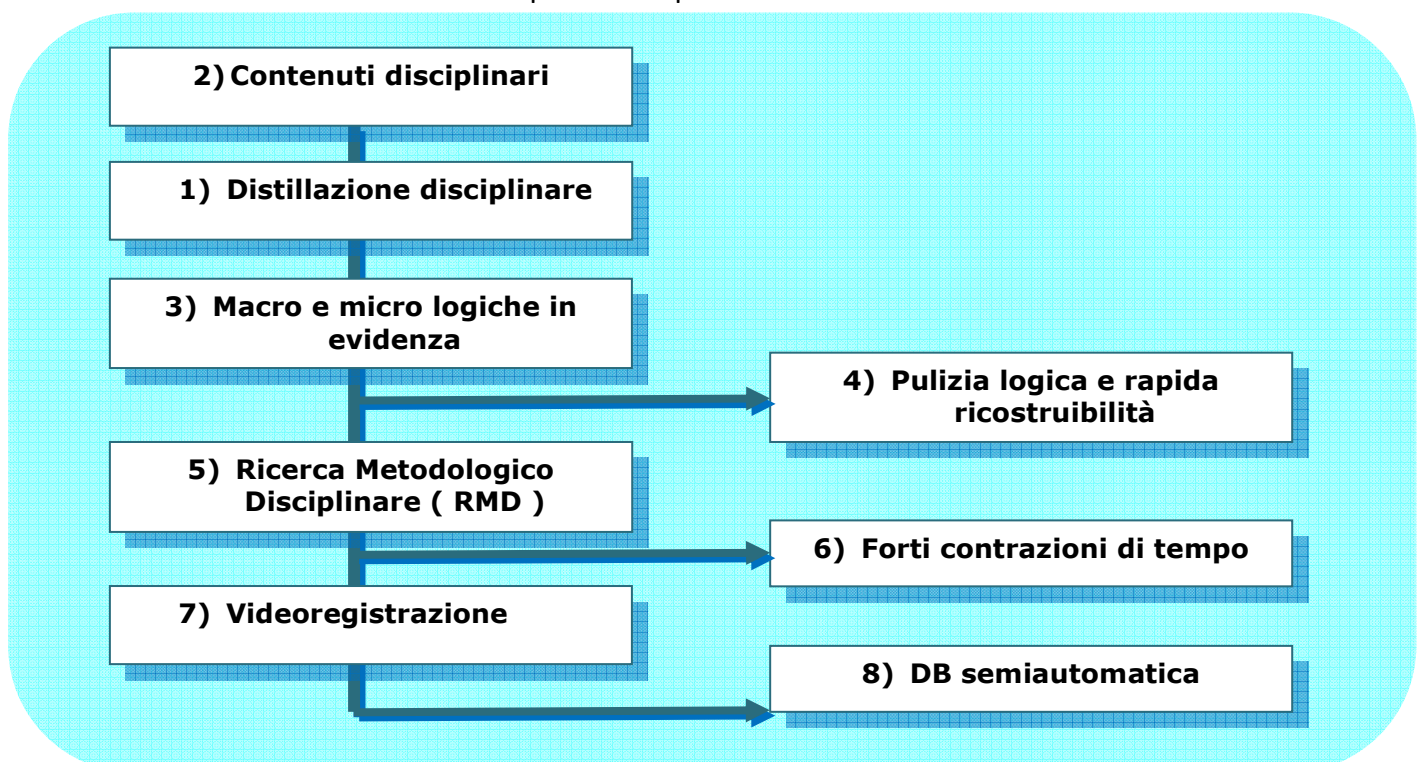 2) Contenuti disciplinari
1) Distillazione disciplinare
3) Macro e micro logiche in
evidenza
4) Pulizia logica e rapida
ricostruibilità
5) Ricerca Metodologico
Disciplinare ( RMD )
6) Forti contrazioni di tempo
7) Videoregistrazione
8) DB semiautomatica